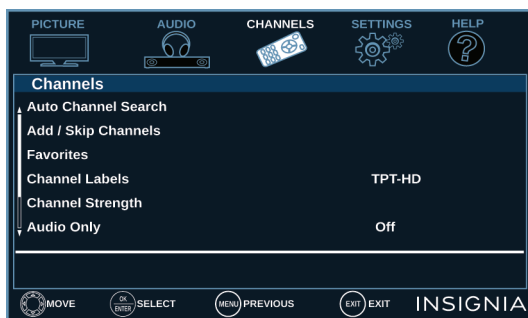 PICTURE AUDIO CHANNELS SETTINGS HELP
Channels
Auto Channel Search
Add / Skip Channels
Favorites
Channel Labels TPT-HD
Channel Strength
Audio Only Off
MOVE OK ENTER SELECT MENU PREVIOUS EXIT EXIT INSIGNIA